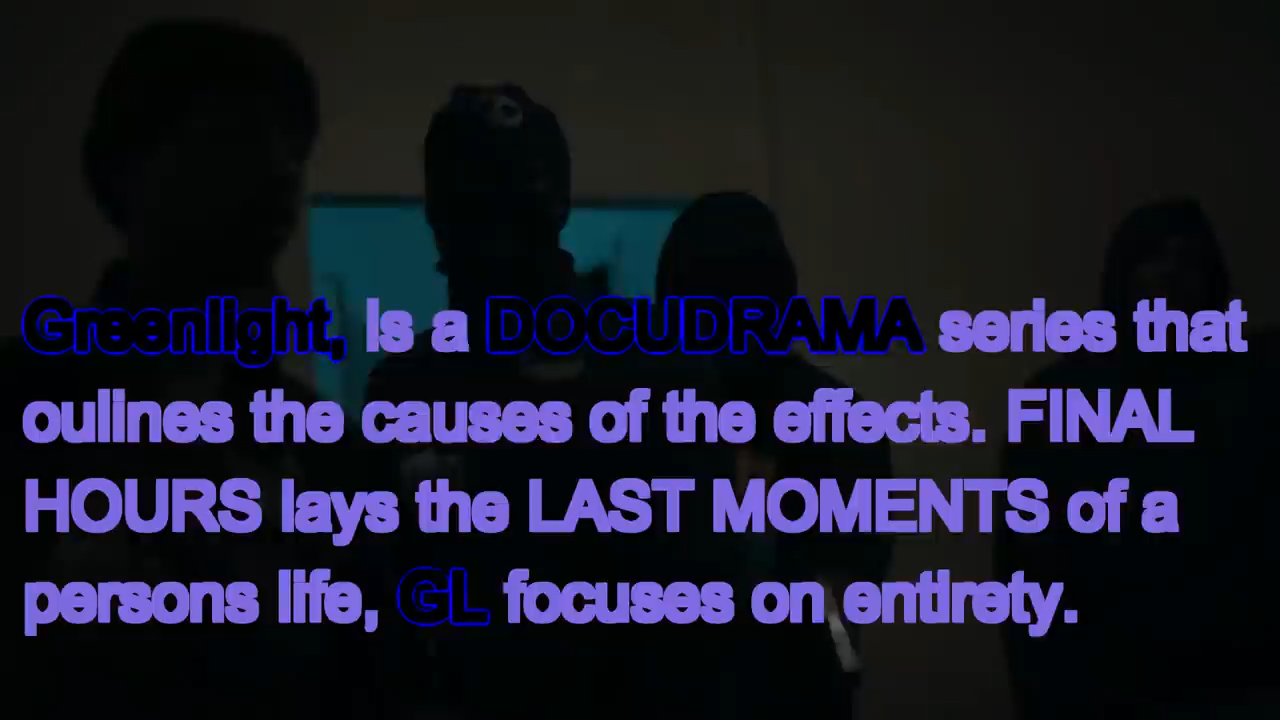 Greenlight, is a DOCUDRAMA series that
oulines the causes of the effects. FINAL
HOURS lays the LAST MOMENTS of a
persons life, GL focuses on entirety.